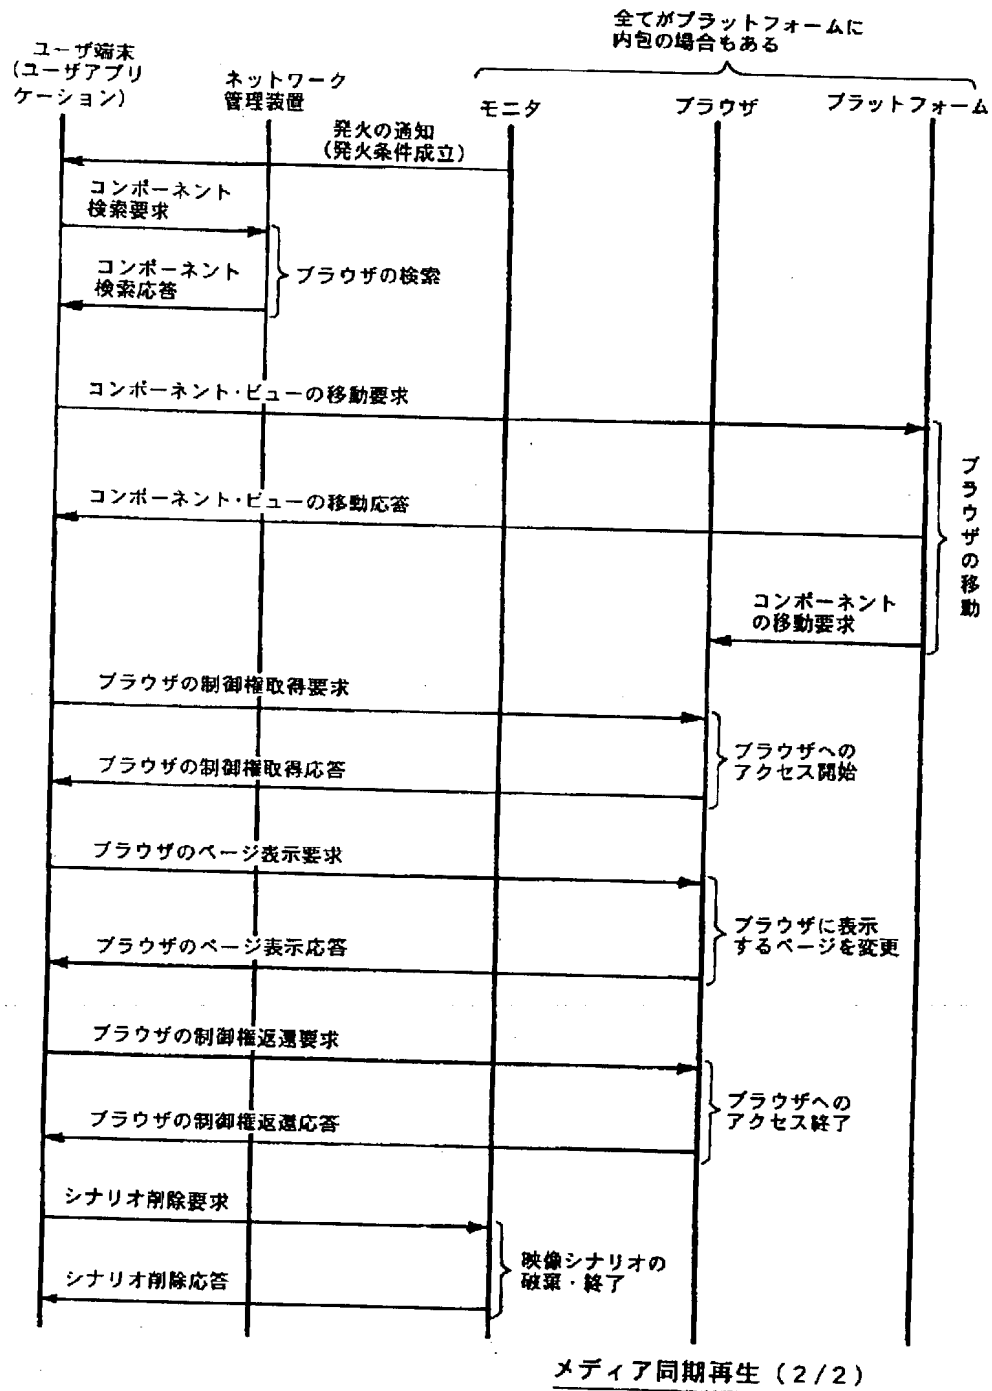 全てがプラットフォームに
内包の場合もある
ユーザ端末
(ユーザアプリ
ケーション)
ネットワーク
管理装置
モニタ
ブラウザ
プラットフォーム
発火の通知
(発火条件成立)
コンポーネント
検索要求
コンポーネント
検索応答
ブラウザの検索
コンポーネント・ビューの移動要求
コンポーネント・ビューの移動応答
ブラウザの移動
コンポーネント
の移動要求
ブラウザの制御権取得要求
ブラウザの制御権取得応答
ブラウザへの
アクセス開始
ブラウザのページ表示要求
ブラウザのページ表示応答
ブラウザに表示
するページを変更
ブラウザの制御権返還要求
ブラウザの制御権返還応答
ブラウザへの
アクセス終了
シナリオ削除要求
シナリオ削除応答
映像シナリオの
破棄・終了
メディア同期再生(2/2)